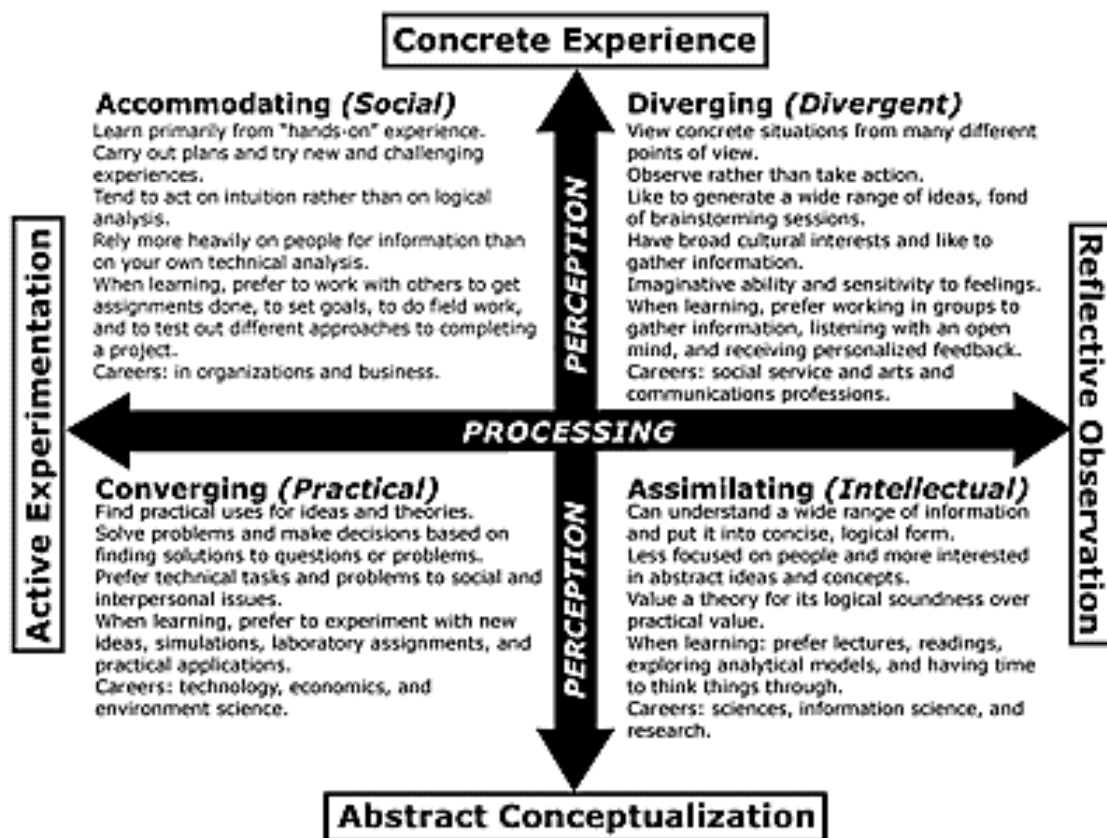 Concrete Experience
Accommodating (Social)
Learn primarily from "hands-on" experience.
Carry out plans and try new and challenging
experiences.
Tend to act on intuition rather than on logical
analysis.
Rely more heavily on people for information than
on your own technical analysis.
When learning, prefer to work with others to get
assignments done, to set goals, to do field work,
and to test out different approaches to completing
a project.
Careers: in organizations and business.
Diverging (Divergent)
View concrete situations from many different
points of view.
Observe rather than take action.
Like to generate a wide range of ideas, fond
of brainstorming sessions.
Have broad cultural interests and like to
gather information.
Imaginative ability and sensitivity to feelings.
When learning, prefer working in groups to
gather information, listening with an open
mind, and receiving personalized feedback.
Careers: social service and arts and
communications professions.
PERCEPTION
Active Experimentation
PROCESSING
Reflective Observation
Converging (Practical)
Find practical uses for ideas and theories.
Solve problems and make decisions based on
finding solutions to questions or problems.
Prefer technical tasks and problems to social and
interpersonal issues.
When learning, prefer to experiment with new
ideas, simulations, laboratory assignments, and
practical applications.
Careers: technology, economics, and
environment science.
PERCEPTION
Assimilating (Intellectual)
Can understand a wide range of information
and put it into concise, logical form.
Less focused on people and more interested
in abstract ideas and concepts.
Value a theory for its logical soundness over
practical value.
When learning: prefer lectures, readings,
exploring analytical models, and having time
to think things through.
Careers: sciences, information science, and
research.
Abstract Conceptualization